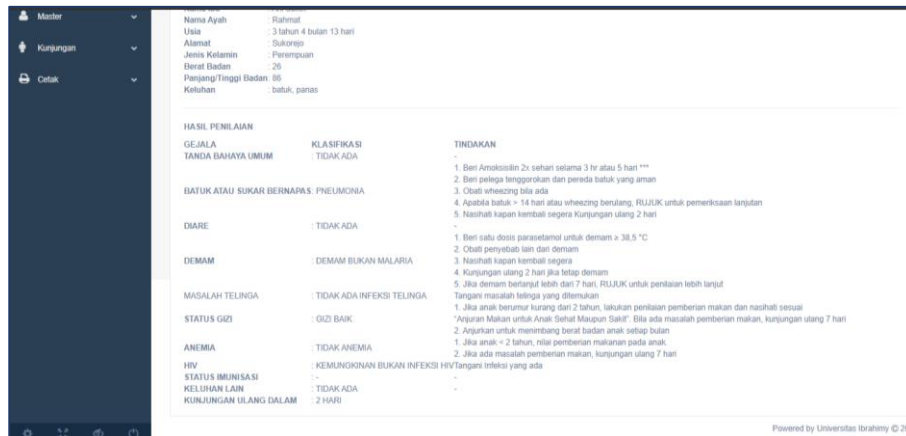 Master
Kunjungan
Cetak
Nama Ayah : Rahmat
Usia : 3 tahun 4 bulan 13 hari
Alamat : Sukorejo
Jenis Kelamin : Perempuan
Berat Badan : 26
Panjang/Tinggi Badan: 86
Keluhan : batuk, panas
HASIL PENILAIAN
GEJALA KLASIFIKASI TINDAKAN
TANDA BAHAYA UMUM : TIDAK ADA -
BATUK ATAU SUKAR BERNAPAS : PNEUMONIA
1. Beri Amoksisilin 2x sehari selama 3 hr atau 5 hari ***
2. Beri pelega tenggorokan dan pereda batuk yang aman
3. Obati wheezing bila ada
4. Apabila batuk > 14 hari atau wheezing berulang, RUJUK untuk pemeriksaan lanjutan
5. Nasihati kapan kembali segera Kunjungan ulang 2 hari
DIARE : TIDAK ADA -
DEMAM : DEMAM BUKAN MALARIA
1. Beri satu dosis parasetamol untuk demam ≥ 38,5 °C
2. Obati penyebab lain dari demam
3. Nasihati kapan kembali segera
4. Kunjungan ulang 2 hari jika tetap demam
5. Jika demam berlanjut lebih dari 7 hari, RUJUK untuk penilaian lebih lanjut
MASALAH TELINGA : TIDAK ADA INFEKSI TELINGA Tangani masalah telinga yang ditemukan
STATUS GIZI : GIZI BAIK
1. Jika anak berumur kurang dari 2 tahun, lakukan penilaian pemberian makan dan nasihati sesuai
"Anjuran Makan untuk Anak Sehat Maupun Sakit". Bila ada masalah pemberian makan, kunjungan ulang 7 hari
2. Anjurkan untuk menimbang berat badan anak setiap bulan
ANEMIA : TIDAK ANEMIA
1. Jika anak < 2 tahun, nilai pemberian makanan pada anak.
2. Jika ada masalah pemberian makan, kunjungan ulang 7 hari
HIV : KEMUNGKINAN BUKAN INFEKSI HIV Tangani Infeksi yang ada
STATUS IMUNISASI : - -
KELUHAN LAIN : TIDAK ADA -
KUNJUNGAN ULANG DALAM : 2 HARI
Powered by Universitas Ibrahimy ©